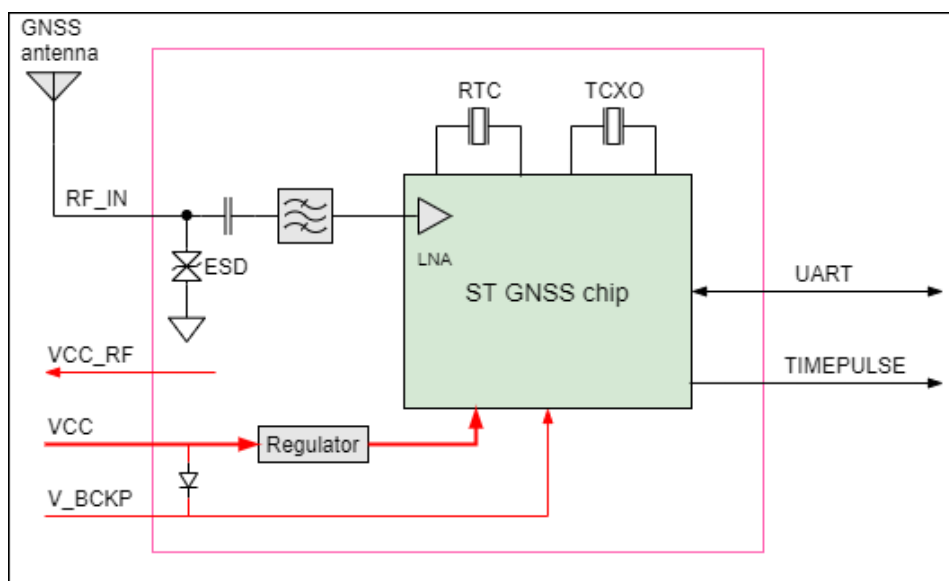 GNSS
antenna
RTC
TCXO
RF_IN
LNA
ESD
ST GNSS chip
UART
VCC_RF
TIMEPULSE
VCC
Regulator
V_BCKP